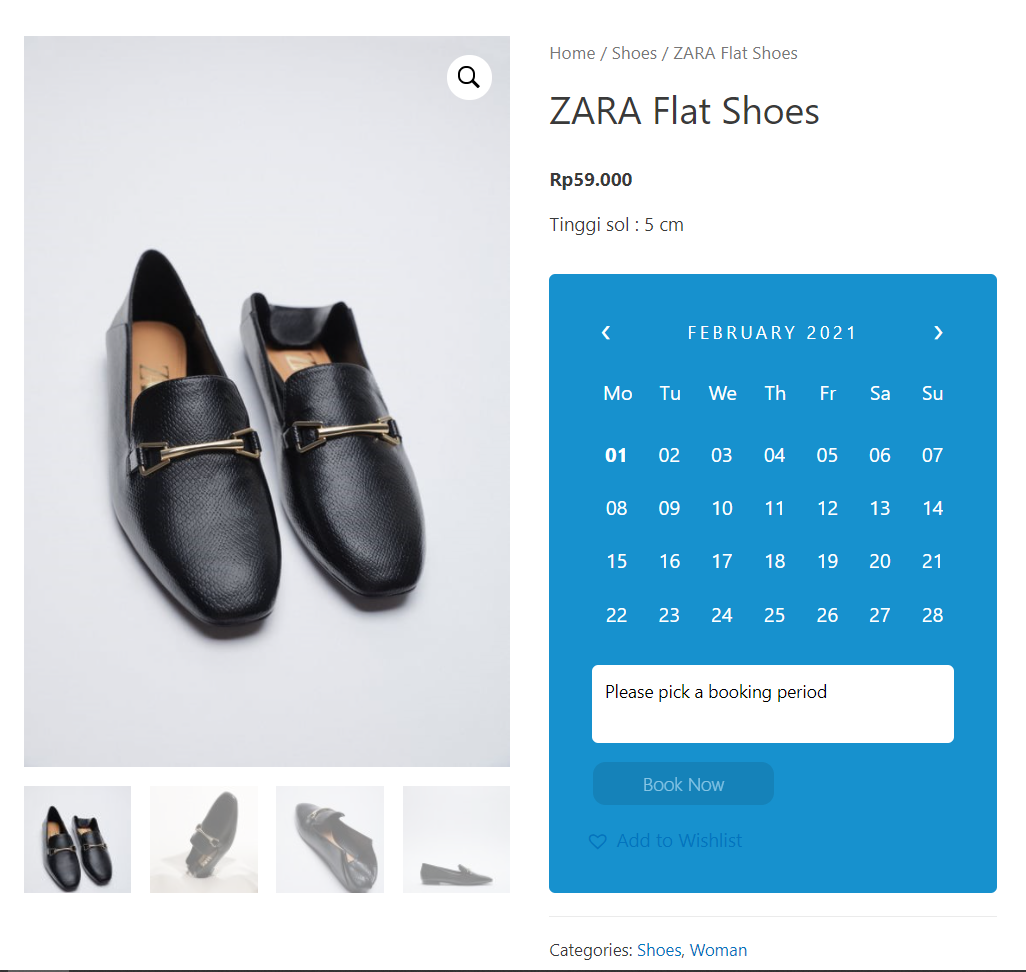 Home / Shoes / ZARA Flat Shoes
ZARA Flat Shoes
Rp59.000
Tinggi sol : 5 cm
FEBRUARY 2021
Mo Tu We Th Fr Sa Su
01 02 03 04 05 06 07
08 09 10 11 12 13 14
15 16 17 18 19 20 21
22 23 24 25 26 27 28
Please pick a booking period
Book Now
Add to Wishlist
Categories: Shoes, Woman